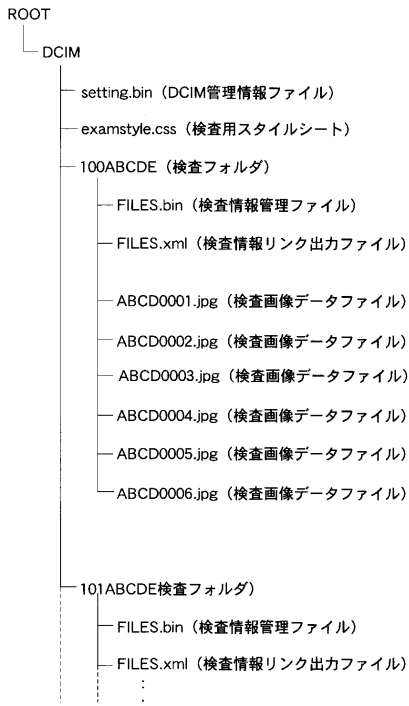 ROOT
DCIM
setting.bin（DCIM管理情報ファイル）
examstyle.css（検査用スタイルシート）
100ABCDE（検査フォルダ）
FILES.bin（検査情報管理ファイル）
FILES.xml（検査情報リンク出力ファイル）
ABCD0001.jpg（検査画像データファイル）
ABCD0002.jpg（検査画像データファイル）
ABCD0003.jpg（検査画像データファイル）
ABCD0004.jpg（検査画像データファイル）
ABCD0005.jpg（検査画像データファイル）
ABCD0006.jpg（検査画像データファイル）
101ABCDE検査フォルダ）
FILES.bin（検査情報管理ファイル）
FILES.xml（検査情報リンク出力ファイル）
：